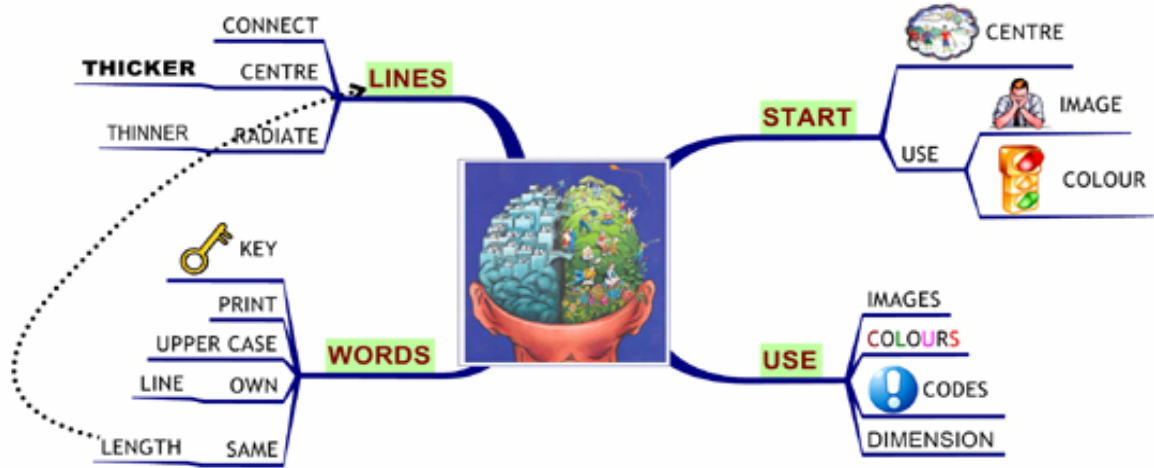 CONNECT
THICKER CENTRE
LINES
THINNER RADIATE
CENTRE
START
IMAGE
USE
COLOUR
KEY
PRINT
UPPER CASE
WORDS
LINE OWN
LENGTH SAME
IMAGES
COLOURS
USE
CODES
DIMENSION